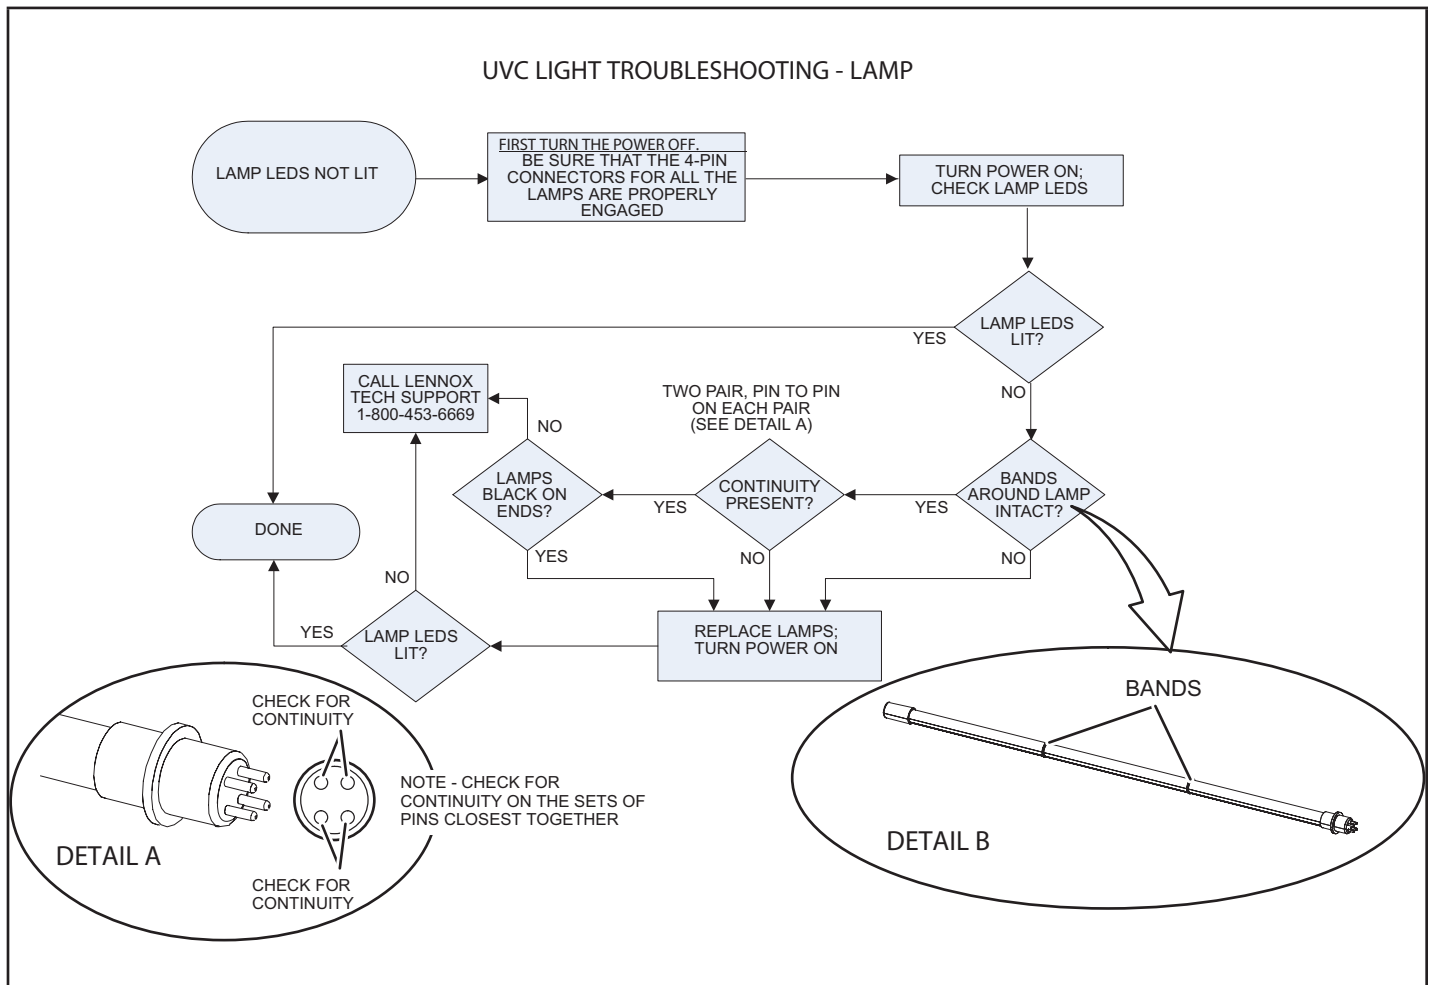 UVC LIGHT TROUBLESHOOTING - LAMP
LAMP LEDS NOT LIT
FIRST TURN THE POWER OFF.
BE SURE THAT THE 4-PIN
CONNECTORS FOR ALL THE
LAMPS ARE PROPERLY
ENGAGED
TURN POWER ON;
CHECK LAMP LEDS
LAMP LEDS
LIT?
YES
NO
CALL LENNOX
TECH SUPPORT
1-800-453-6669
TWO PAIR, PIN TO PIN
ON EACH PAIR
(SEE DETAIL A)
NO
LAMPS
BLACK ON
ENDS?
YES
CONTINUITY
PRESENT?
YES
BANDS
AROUND LAMP
INTACT?
DONE
YES
NO
NO
NO
YES
LAMP LEDS
LIT?
REPLACE LAMPS;
TURN POWER ON
CHECK FOR
CONTINUITY
NOTE - CHECK FOR
CONTINUITY ON THE SETS OF
PINS CLOSEST TOGETHER
DETAIL A
CHECK FOR
CONTINUITY
BANDS
DETAIL B